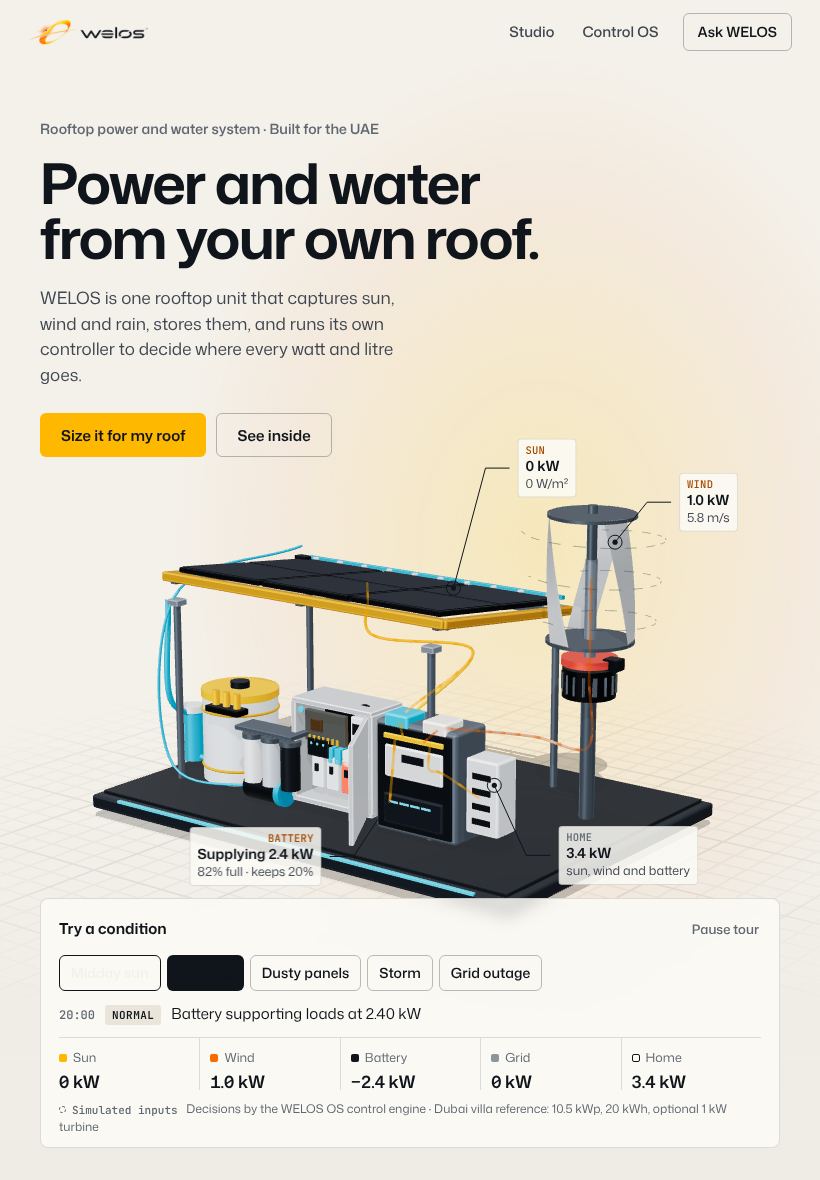 welos
Studio
Control OS
Ask WELOS
Rooftop power and water system · Built for the UAE
Power and water
from your own roof.
WELOS is one rooftop unit that captures sun,
wind and rain, stores them, and runs its own
controller to decide where every watt and litre
goes.
Size it for my roof
See inside
SUN
0 kW
0 W/m²
WIND
1.0 kW
5.8 m/s
BATTERY
Supplying 2.4 kW
82% full · keeps 20%
HOME
3.4 kW
sun, wind and battery
Try a condition
Pause tour
Midday sun
Dusty panels
Storm
Grid outage
20:00 NORMAL Battery supporting loads at 2.40 kW
Sun
0 kW
Wind
1.0 kW
Battery
−2.4 kW
Grid
0 kW
Home
3.4 kW
Simulated inputs Decisions by the WELOS OS control engine · Dubai villa reference: 10.5 kWp, 20 kWh, optional 1 kW
turbine